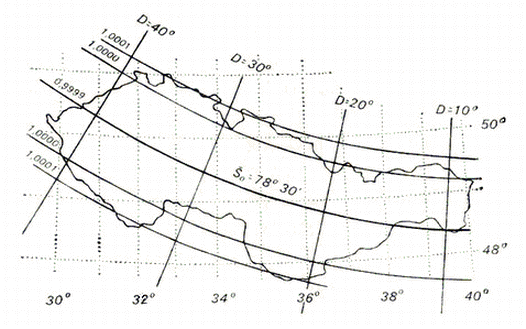 D=40°
1,0001
1,0000
D=30°
0,9999
D=20°
D=10°
50°
1,0000
1,0001
Š₀=78° 30′
48°
30°
32°
34°
36°
38°
40°